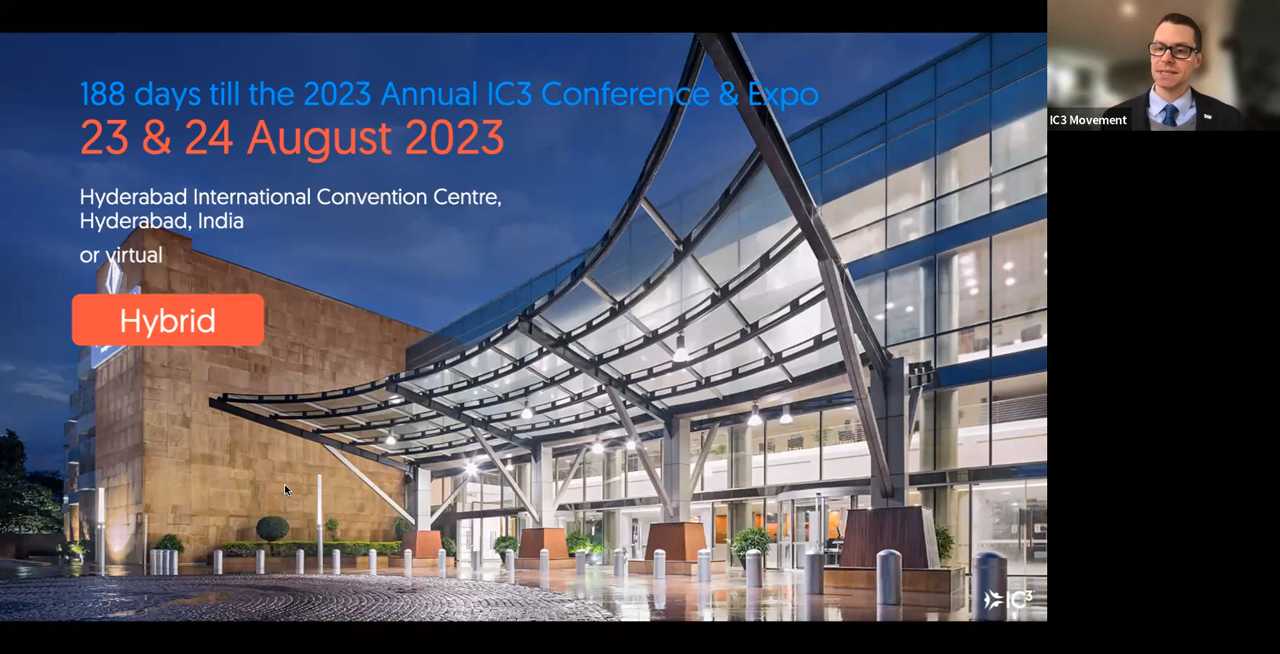 188 days till the 2023 Annual IC3 Conference & Expo
23 & 24 August 2023
Hyderabad International Convention Centre,
Hyderabad, India
or virtual
Hybrid
IC3
IC3 Movement